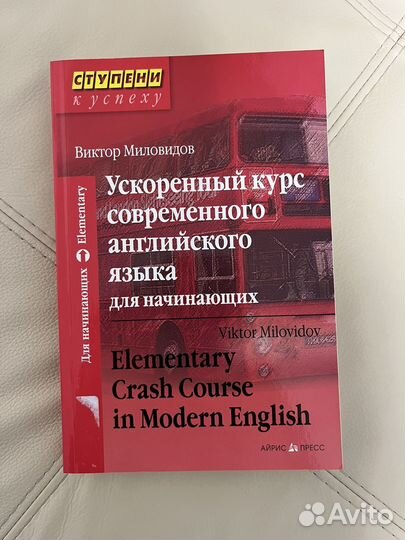 СТУПЕНИ
к успеху
Виктор Миловидов
Ускоренный курс
современного
английского
языка
для начинающих
Для начинающих Elementary
Viktor Milovidov
Elementary
Crash Course
in Modern English
АЙРИС ПРЕСС
Avito